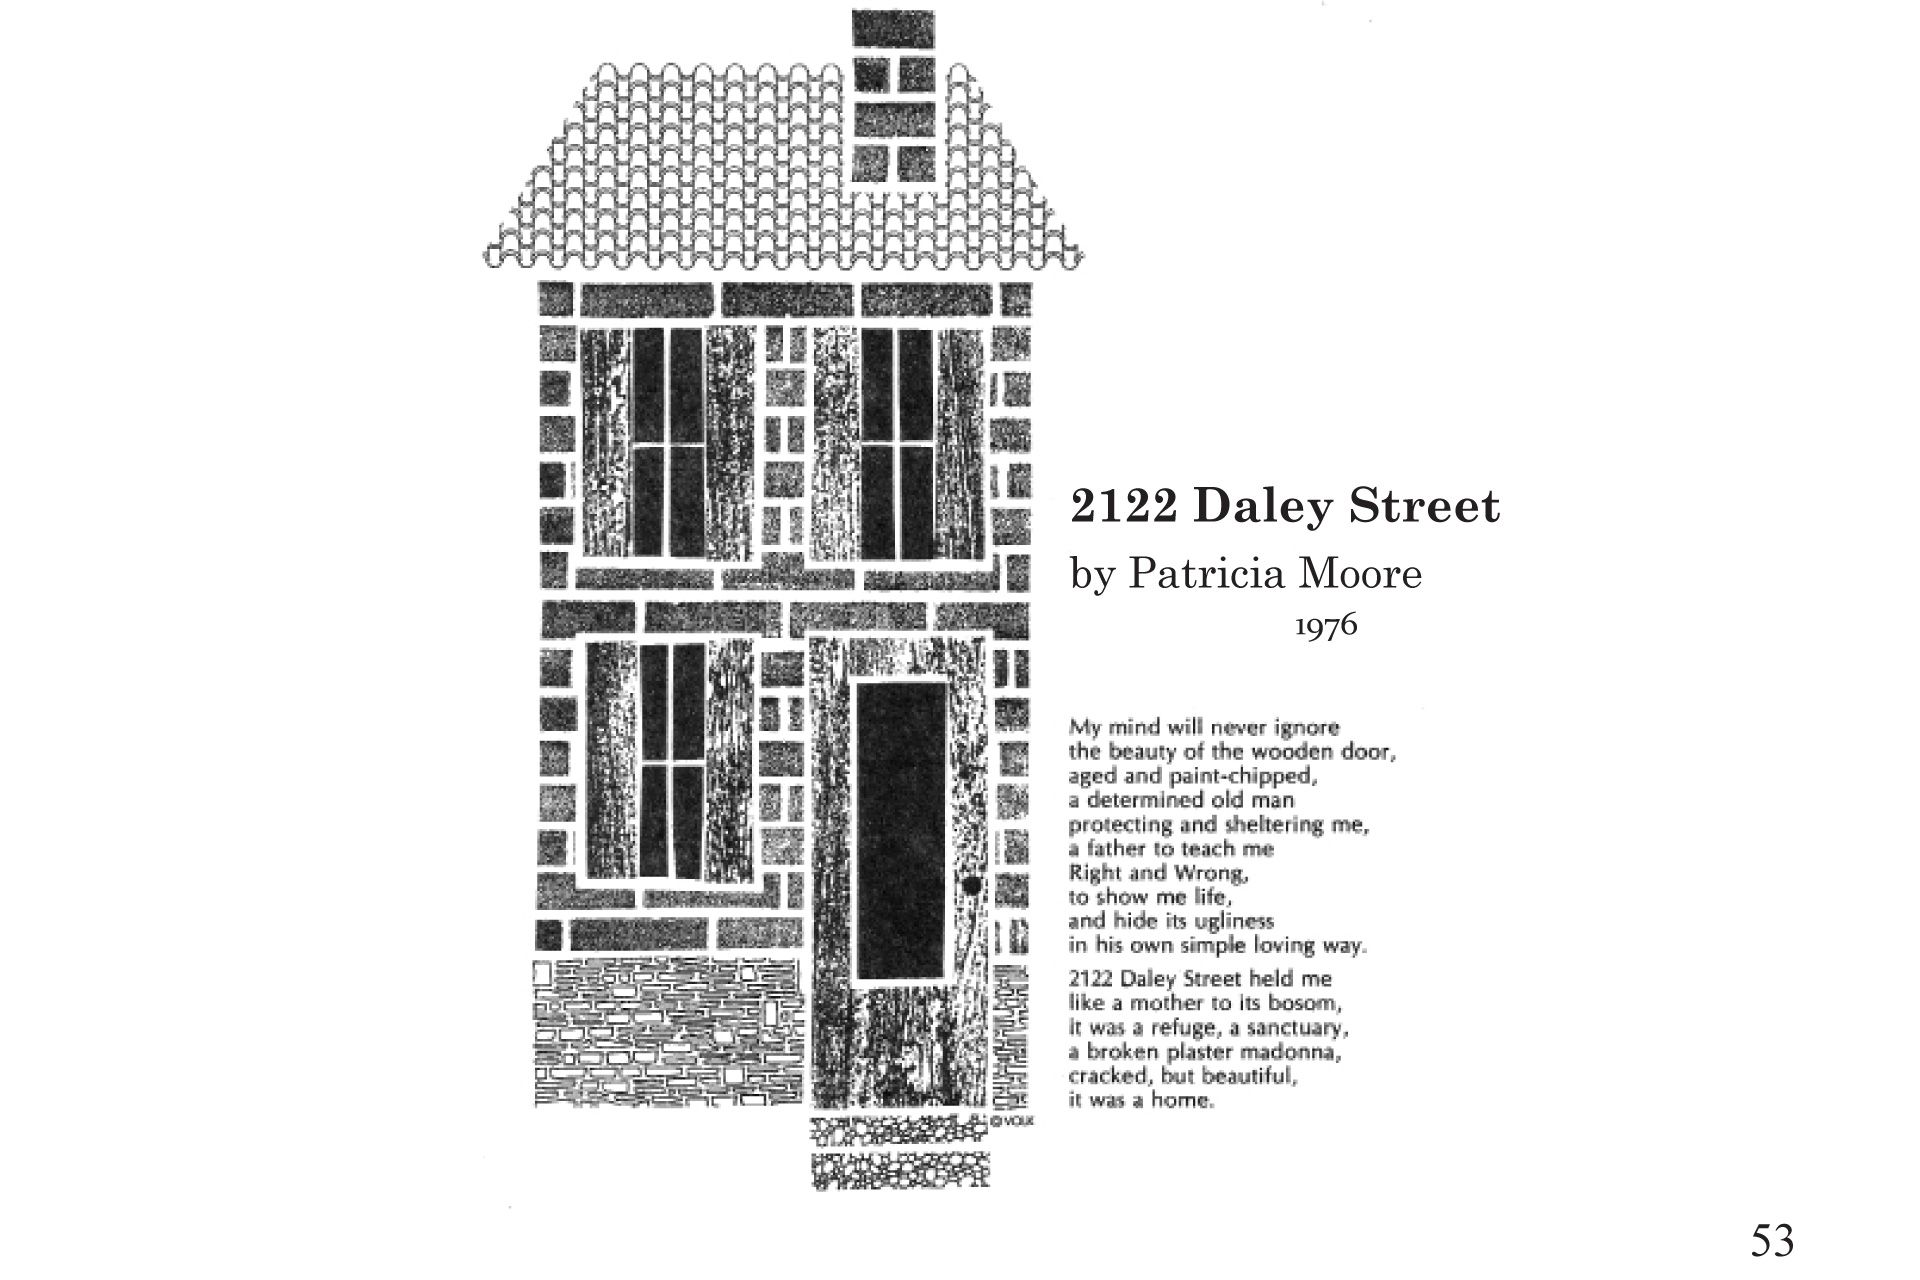 2122 Daley Street
by Patricia Moore
1976
My mind will never ignore
the beauty of the wooden door,
aged and paint-chipped,
a determined old man
protecting and sheltering me,
a father to teach me
Right and Wrong,
to show me life,
and hide its ugliness
in his own simple loving way.
2122 Daley Street held me
like a mother to its bosom,
it was a refuge, a sanctuary,
a broken plaster madonna,
cracked, but beautiful,
it was a home.
53